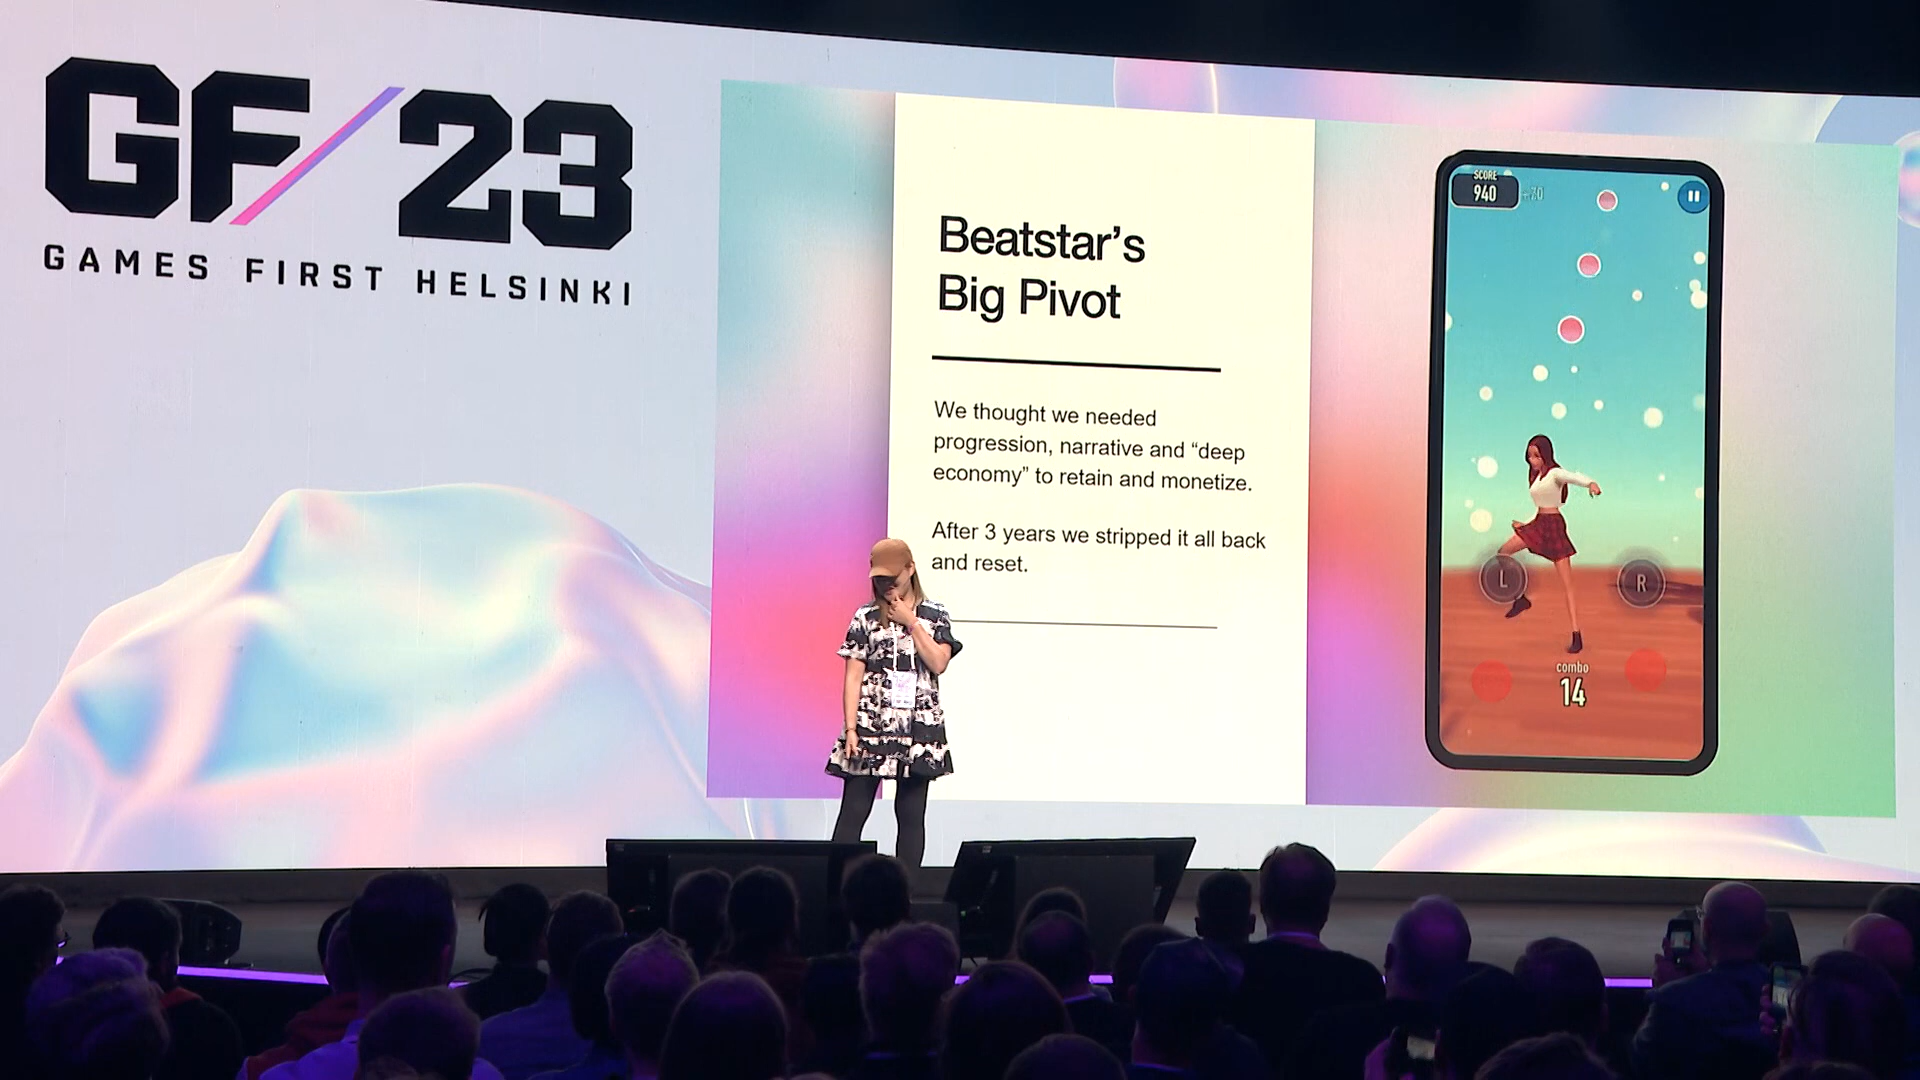 GF/23
GAMES FIRST HELSINKI
Beatstar’s
Big Pivot
We thought we needed
progression, narrative and “deep
economy” to retain and monetize.
After 3 years we stripped it all back
and reset.
SCORE
940
+20
L
R
combo
14